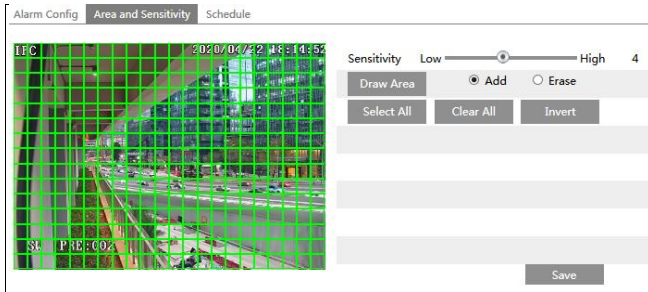 Alarm Config Area and Sensitivity Schedule
IPC 2020/04/22 18:14:52
Sensitivity Low High 4
Draw Area Add Erase
Select All Clear All Invert
PRE:002
Save